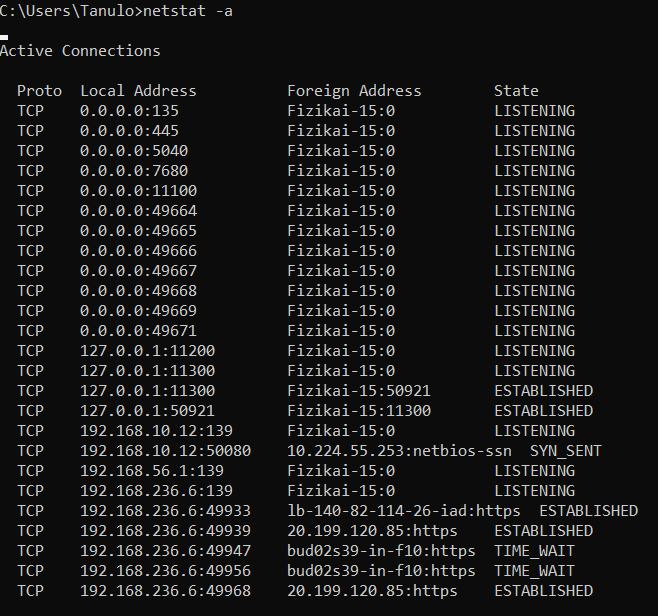 C:\Users\Tanulo>netstat -a
Active Connections
Proto  Local Address          Foreign Address        State
TCP    0.0.0.0:135            Fizikai-15:0           LISTENING
TCP    0.0.0.0:445            Fizikai-15:0           LISTENING
TCP    0.0.0.0:5040           Fizikai-15:0           LISTENING
TCP    0.0.0.0:7680           Fizikai-15:0           LISTENING
TCP    0.0.0.0:11100          Fizikai-15:0           LISTENING
TCP    0.0.0.0:49664          Fizikai-15:0           LISTENING
TCP    0.0.0.0:49665          Fizikai-15:0           LISTENING
TCP    0.0.0.0:49666          Fizikai-15:0           LISTENING
TCP    0.0.0.0:49667          Fizikai-15:0           LISTENING
TCP    0.0.0.0:49668          Fizikai-15:0           LISTENING
TCP    0.0.0.0:49669          Fizikai-15:0           LISTENING
TCP    0.0.0.0:49671          Fizikai-15:0           LISTENING
TCP    127.0.0.1:11200        Fizikai-15:0           LISTENING
TCP    127.0.0.1:11300        Fizikai-15:0           LISTENING
TCP    127.0.0.1:11300        Fizikai-15:50921       ESTABLISHED
TCP    127.0.0.1:50921        Fizikai-15:11300       ESTABLISHED
TCP    192.168.10.12:139      Fizikai-15:0           LISTENING
TCP    192.168.10.12:50080    10.224.55.253:netbios-ssn  SYN_SENT
TCP    192.168.56.1:139       Fizikai-15:0           LISTENING
TCP    192.168.236.6:139      Fizikai-15:0           LISTENING
TCP    192.168.236.6:49933    lb-140-82-114-26-iad:https  ESTABLISHED
TCP    192.168.236.6:49939    20.199.120.85:https    ESTABLISHED
TCP    192.168.236.6:49947    bud02s39-in-f10:https  TIME_WAIT
TCP    192.168.236.6:49956    bud02s39-in-f10:https  TIME_WAIT
TCP    192.168.236.6:49968    20.199.120.85:https    ESTABLISHED